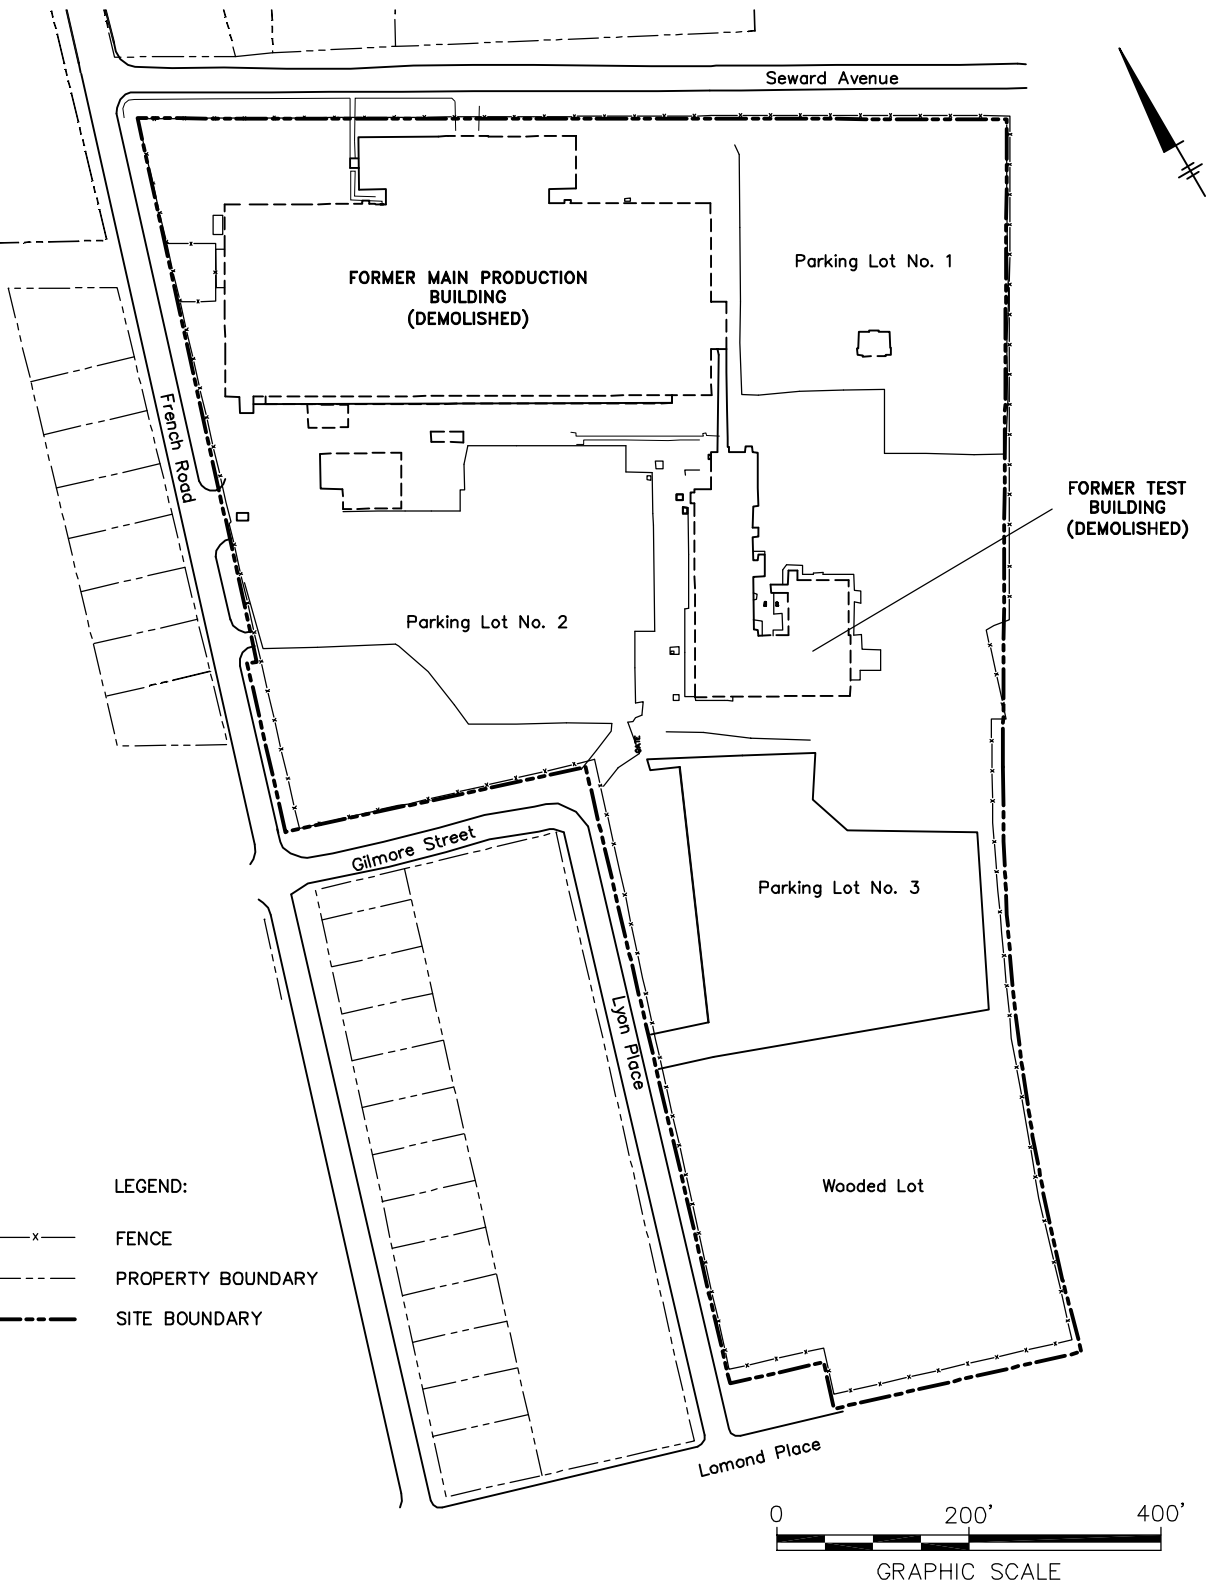 Seward Avenue
Parking Lot No. 1
FORMER MAIN PRODUCTION
BUILDING
(DEMOLISHED)
French Road
FORMER TEST
BUILDING
(DEMOLISHED)
Parking Lot No. 2
GATE
Gilmore Street
Parking Lot No. 3
Lyon Place
Wooded Lot
LEGEND:
FENCE
PROPERTY BOUNDARY
SITE BOUNDARY
Lomond Place
0 200' 400'
GRAPHIC SCALE